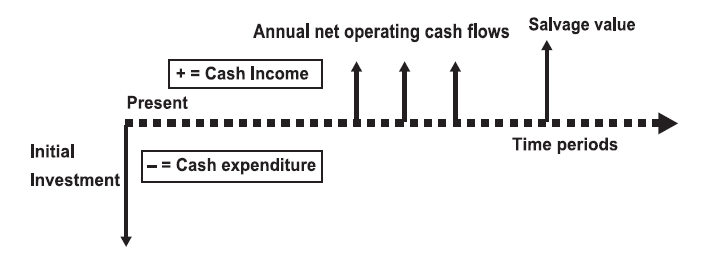 Salvage value
Annual net operating cash flows
+ = Cash Income
Present
Time periods
Initial
Investment
– = Cash expenditure